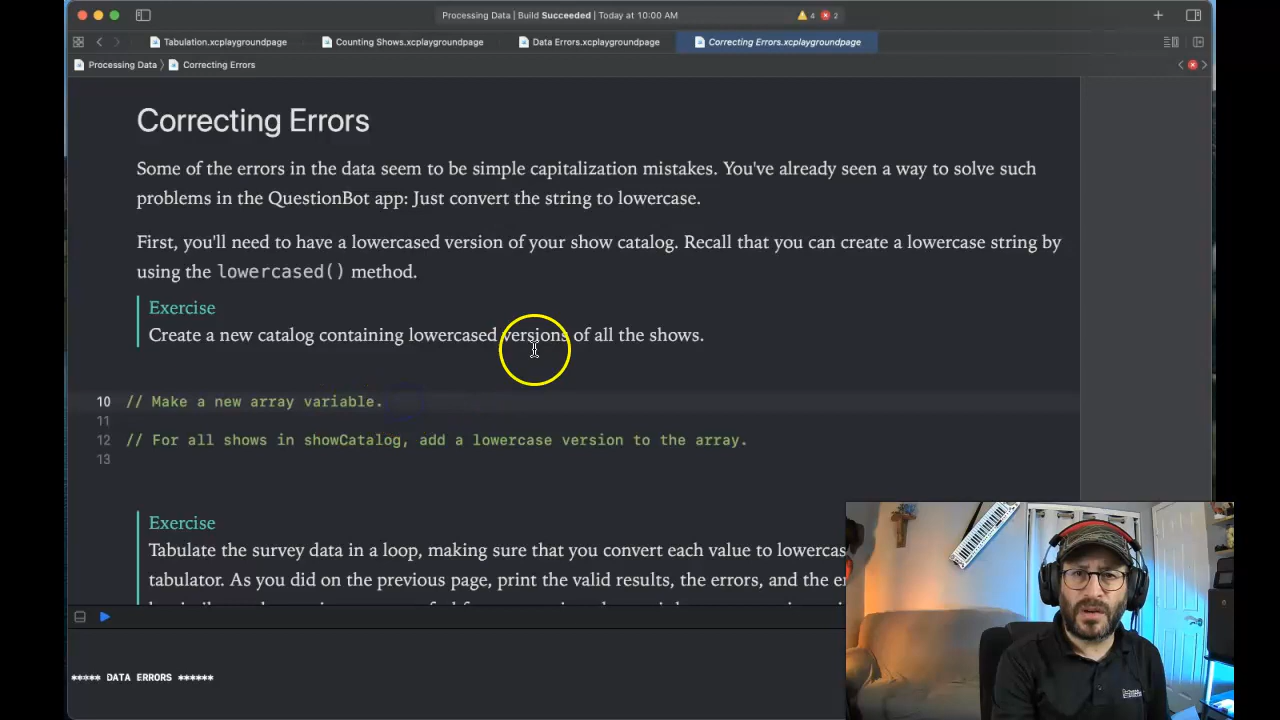 Processing Data | Build Succeeded | Today at 10:00 AM
4
2
Tabulation.xcplaygroundpage
Counting Shows.xcplaygroundpage
Data Errors.xcplaygroundpage
Correcting Errors.xcplaygroundpage
Processing Data
Correcting Errors
Correcting Errors
Some of the errors in the data seem to be simple capitalization mistakes. You've already seen a way to solve such
problems in the QuestionBot app: Just convert the string to lowercase.
First, you'll need to have a lowercased version of your show catalog. Recall that you can create a lowercase string by
using the lowercased() method.
Exercise
Create a new catalog containing lowercased versions of all the shows.
10 // Make a new array variable.
11
12 // For all shows in showCatalog, add a lowercase version to the array.
13
Exercise
Tabulate the survey data in a loop, making sure that you convert each value to lowercas
tabulator. As you did on the previous page, print the valid results, the errors, and the er
***** DATA ERRORS ******